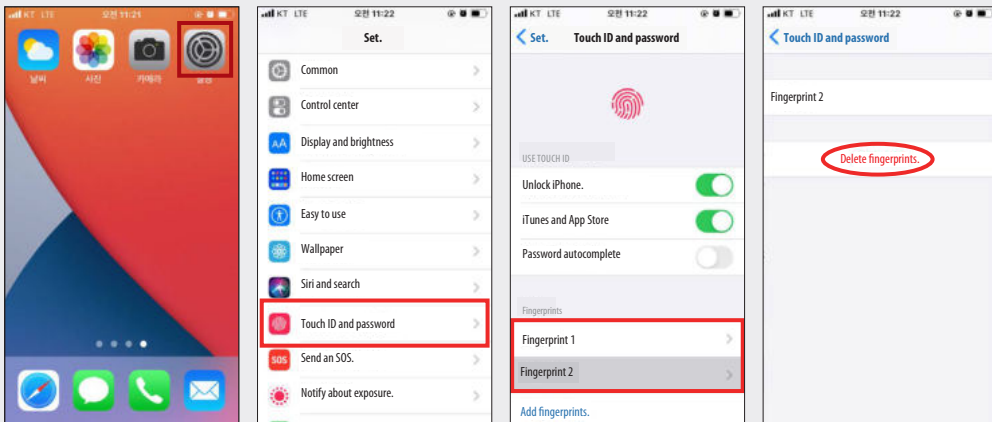 KT LTE 오전 11:21
날씨 사진 카메라 설정
KT LTE 오전 11:22
Set.
Common
Control center
AA Display and brightness
Home screen
Easy to use
Wallpaper
Siri and search
Touch ID and password
SOS Send an SOS.
Notify about exposure.
KT LTE 오전 11:22
Set. Touch ID and password
USE TOUCH ID
Unlock iPhone.
iTunes and App Store
Password autocomplete
Fingerprints
Fingerprint 1
Fingerprint 2
Add fingerprints.
KT LTE 오전 11:22
Touch ID and password
Fingerprint 2
Delete fingerprints.